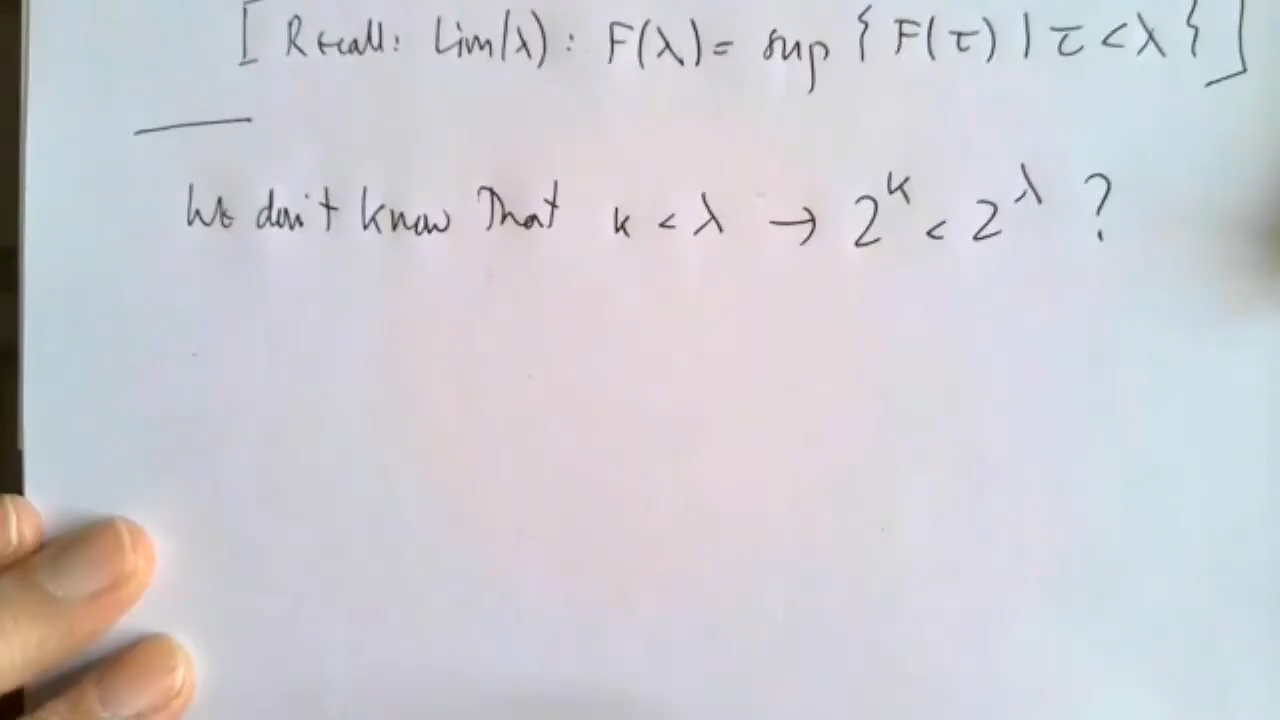 [ Recall: Lim(λ) : F(λ) = sup { F(τ) | τ < λ } ]
We don't know that κ < λ → 2^κ < 2^λ ?